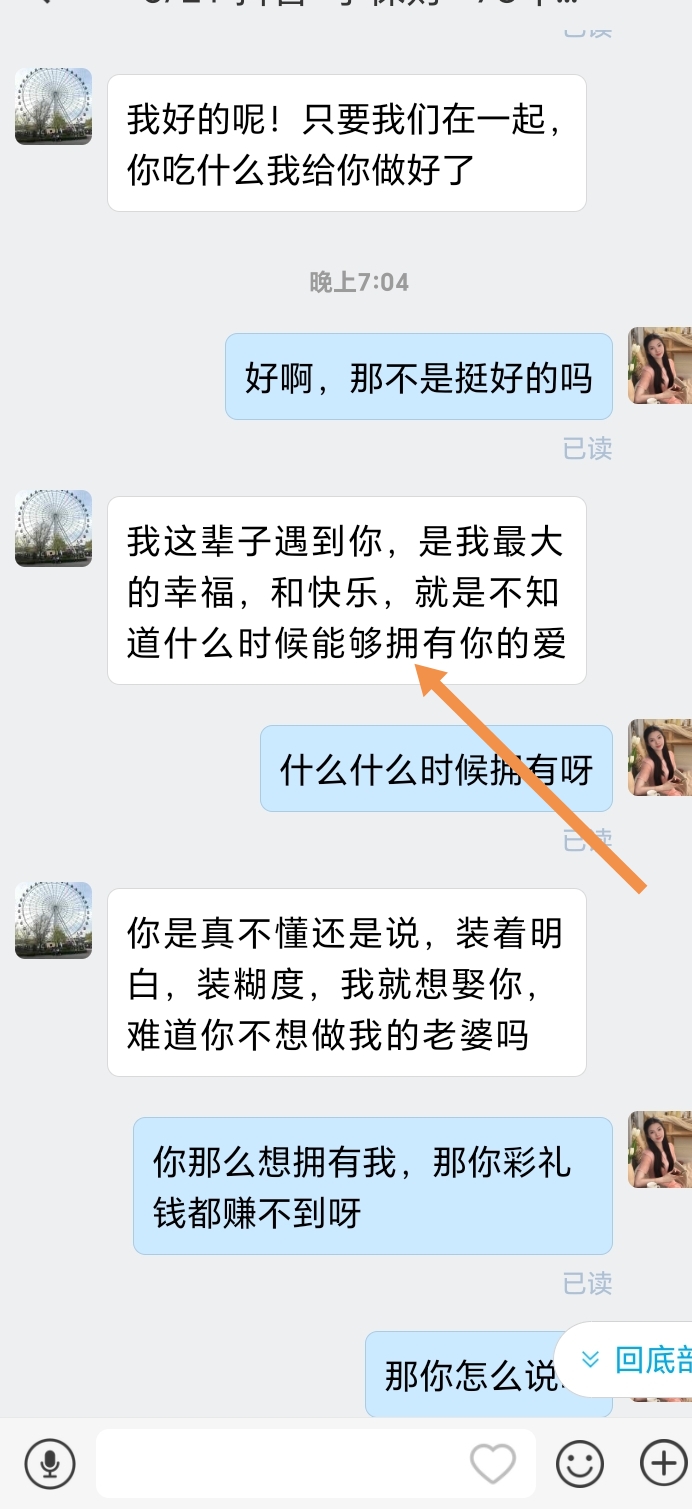 已读
我好的呢！只要我们在一起，
你吃什么我给你做好了
晚上7:04
好啊，那不是挺好的吗
已读
我这辈子遇到你，是我最大
的幸福，和快乐，就是不知
道什么时候能够拥有你的爱
什么什么时候拥有呀
已读
你是真不懂还是说，装着明
白，装糊度，我就想娶你，
难道你不想做我的老婆吗
你那么想拥有我，那你彩礼
钱都赚不到呀
已读
那你怎么说
回底部